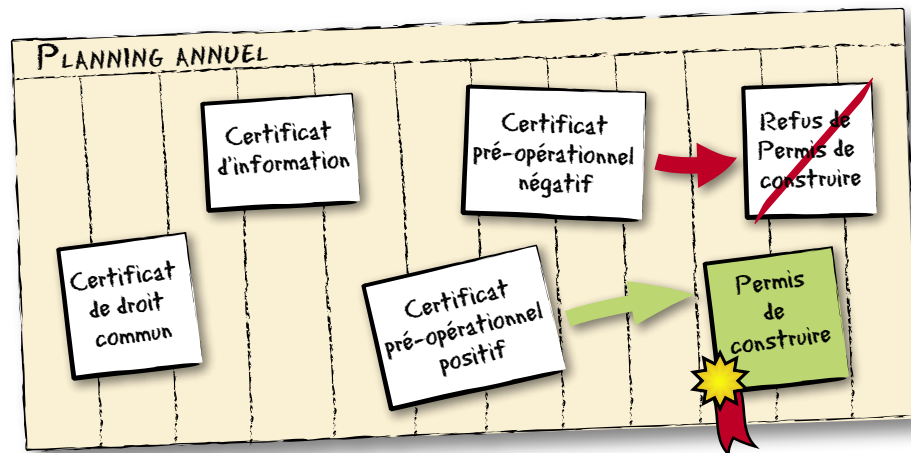 PLANNING ANNUEL
Certificat
d'information
Certificat
pré-opérationnel
négatif
Refus de
Permis de
construire
Certificat
de droit
commun
Certificat
pré-opérationnel
positif
Permis
de
construire